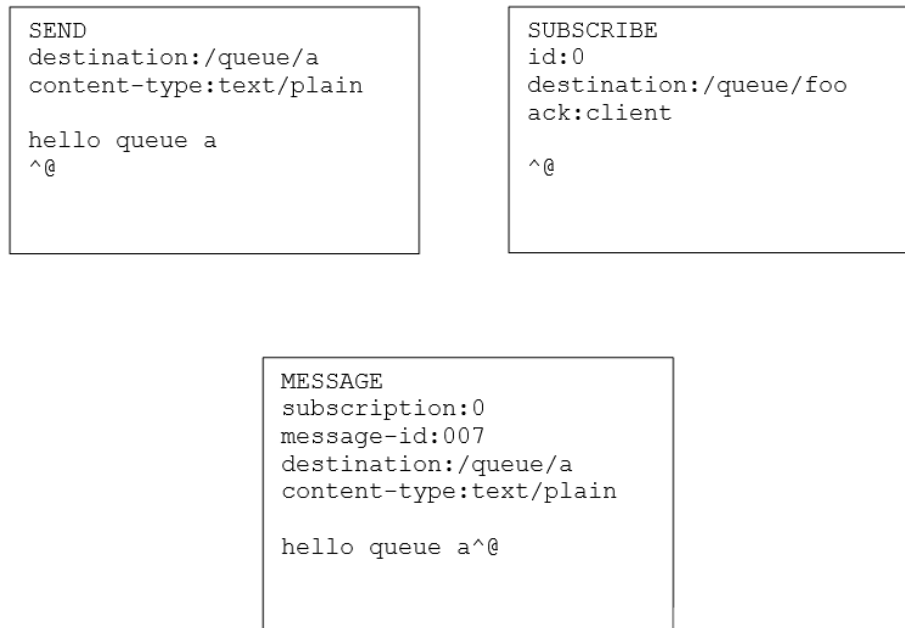 SEND
destination:/queue/a
content-type:text/plain
hello queue a
^@
SUBSCRIBE
id:0
destination:/queue/foo
ack:client
^@
MESSAGE
subscription:0
message-id:007
destination:/queue/a
content-type:text/plain
hello queue a^@